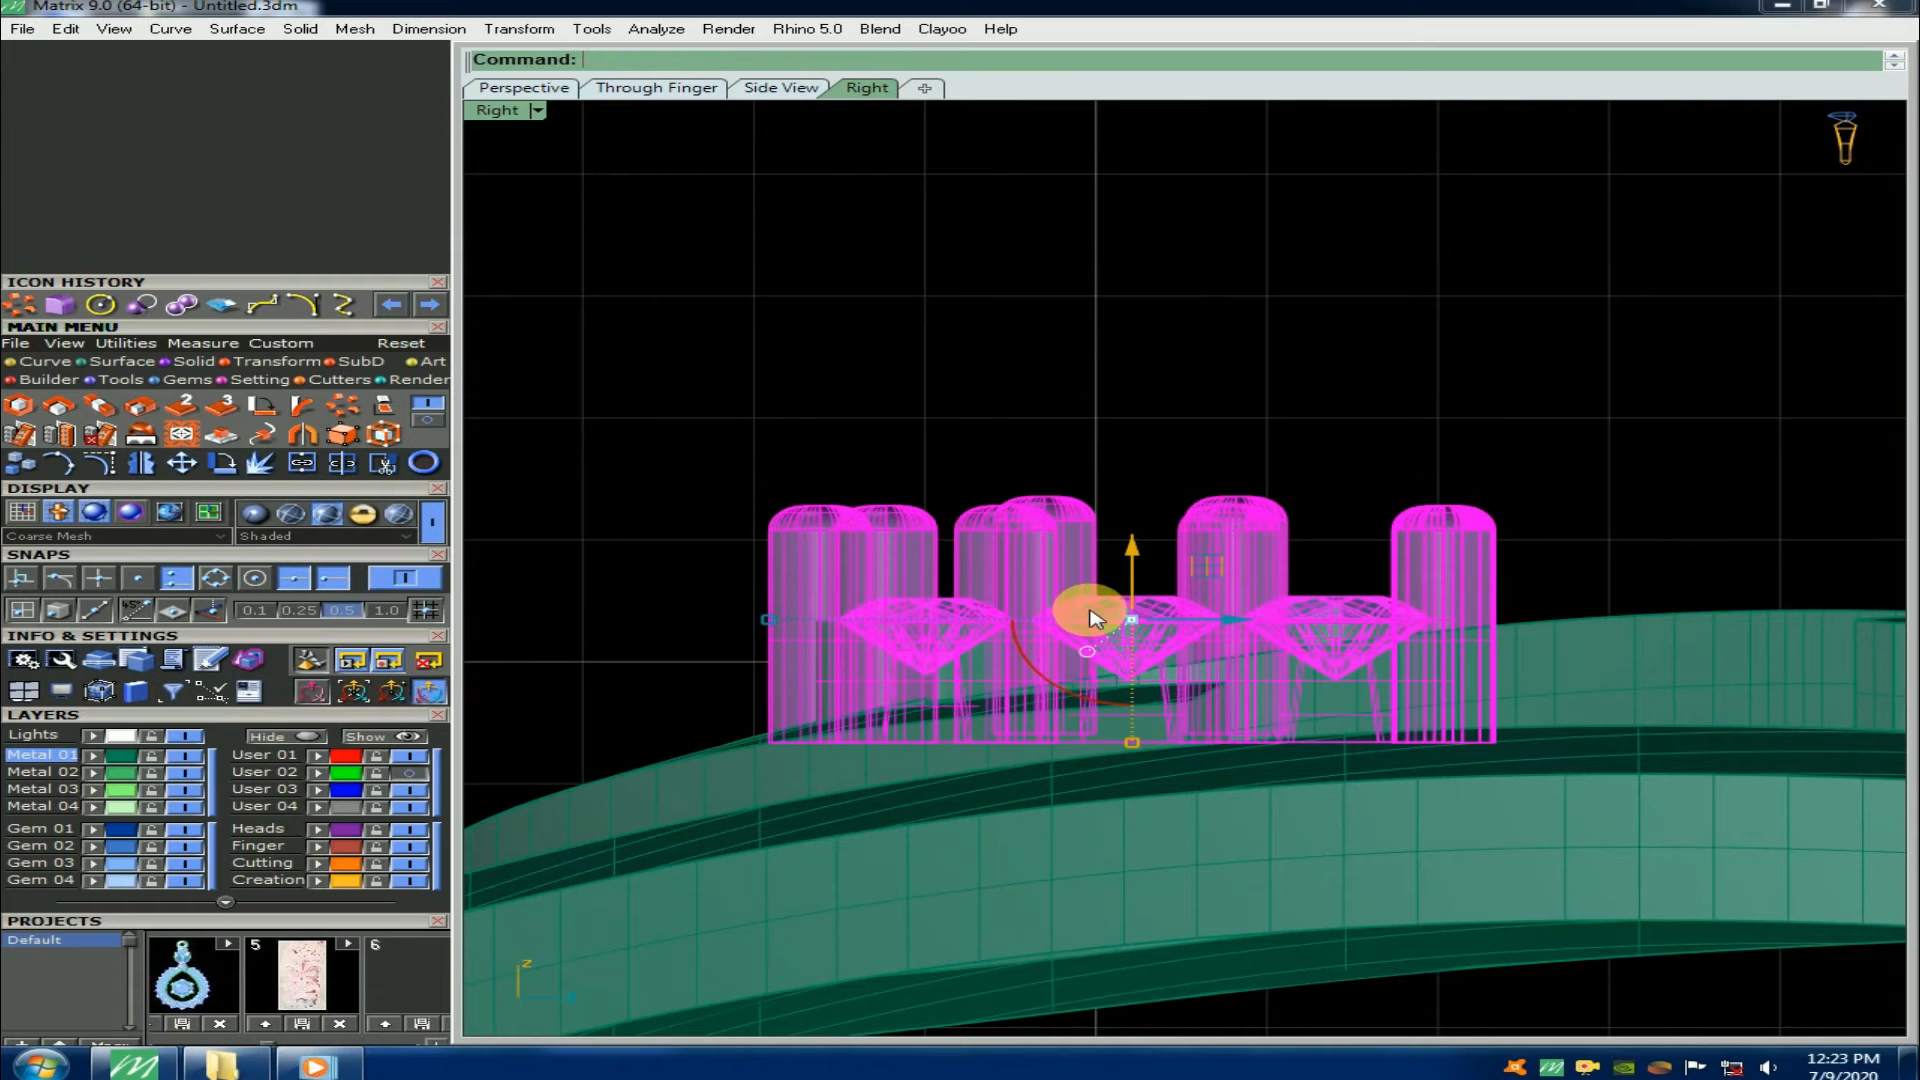 Matrix 9.0 (64-bit) - Untitled.3dm
File Edit View Curve Surface Solid Mesh Dimension Transform Tools Analyze Render Rhino 5.0 Blend Clayoo Help
Command:
Perspective Through Finger Side View Right
Right
ICON HISTORY
MAIN MENU
File View Utilities Measure Custom Reset
Curve Surface Solid Transform SubD Art
Builder Tools Gems Setting Cutters Render
2 3
DISPLAY
Coarse Mesh Shaded
SNAPS
45°
0.1 0.25 0.5 1.0
INFO & SETTINGS
LAYERS
Lights Hide Show
Metal 01 User 01
Metal 02 User 02
Metal 03 User 03
Metal 04 User 04
Gem 01 Heads
Gem 02 Finger
Gem 03 Cutting
Gem 04 Creation
PROJECTS
Default
5 6
z
12:23 PM
7/9/2020